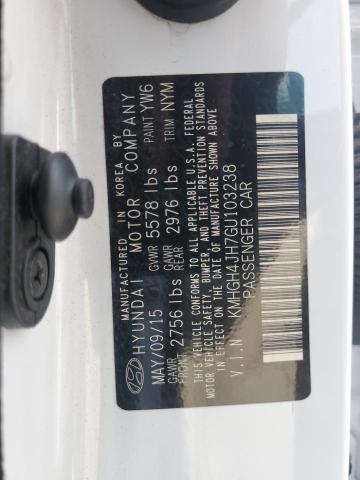 MANUFACTURED IN KOREA BY
HYUNDAI MOTOR COMPANY
MAY/09/15 GVWR 5578 lbs PAINT YW6
GAWR FRONT 2756 lbs GAWR REAR 2976 lbs TRIM NYM
THIS VEHICLE CONFORMS TO ALL APPLICABLE U.S.A. FEDERAL
MOTOR VEHICLE SAFETY, BUMPER, AND THEFT PREVENTION STANDARDS
IN EFFECT ON THE DATE OF MANUFACTURE SHOWN ABOVE.
V.I.N KMHGH4JH7GU103238
PASSENGER CAR